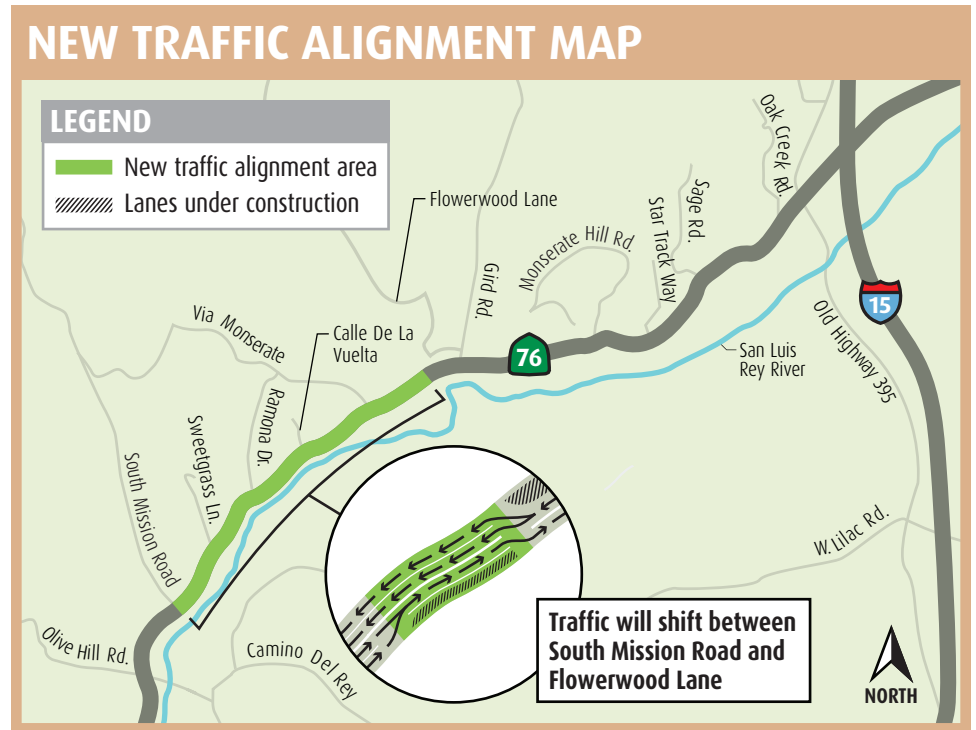 NEW TRAFFIC ALIGNMENT MAP
LEGEND
New traffic alignment area
Lanes under construction
Flowerwood Lane
Gird Rd.
Monserate Hill Rd.
Star Track Way
Sage Rd.
Oak Creek Rd.
Via Monserate
Calle De La
Vuelta
76
15
San Luis
Rey River
Old Highway 395
Ramona Dr.
Sweetgrass Ln.
South Mission Road
W. Lilac Rd.
Olive Hill Rd.
Camino Del Rey
Traffic will shift between
South Mission Road and
Flowerwood Lane
NORTH